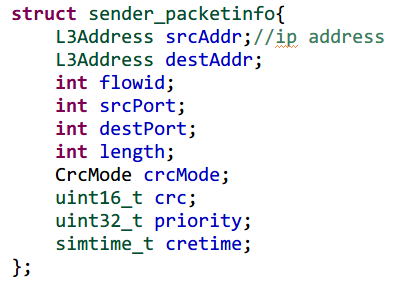 struct sender_packetinfo{
    L3Address srcAddr;//ip address
    L3Address destAddr;
    int flowid;
    int srcPort;
    int destPort;
    int length;
    CrcMode crcMode;
    uint16_t crc;
    uint32_t priority;
    simtime_t cretime;
};